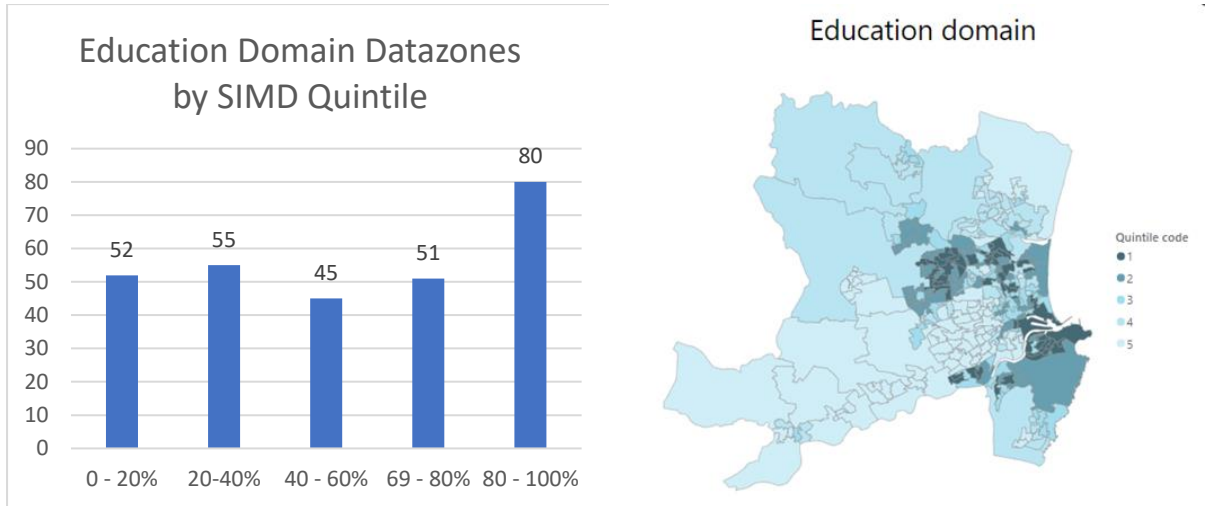 Education Domain Datazones
by SIMD Quintile
90
80
70
60
50
40
30
20
10
0
52
55
45
51
80
0 - 20%
20-40%
40 - 60%
69 - 80%
80 - 100%
Education domain
Quintile code
1
2
3
4
5